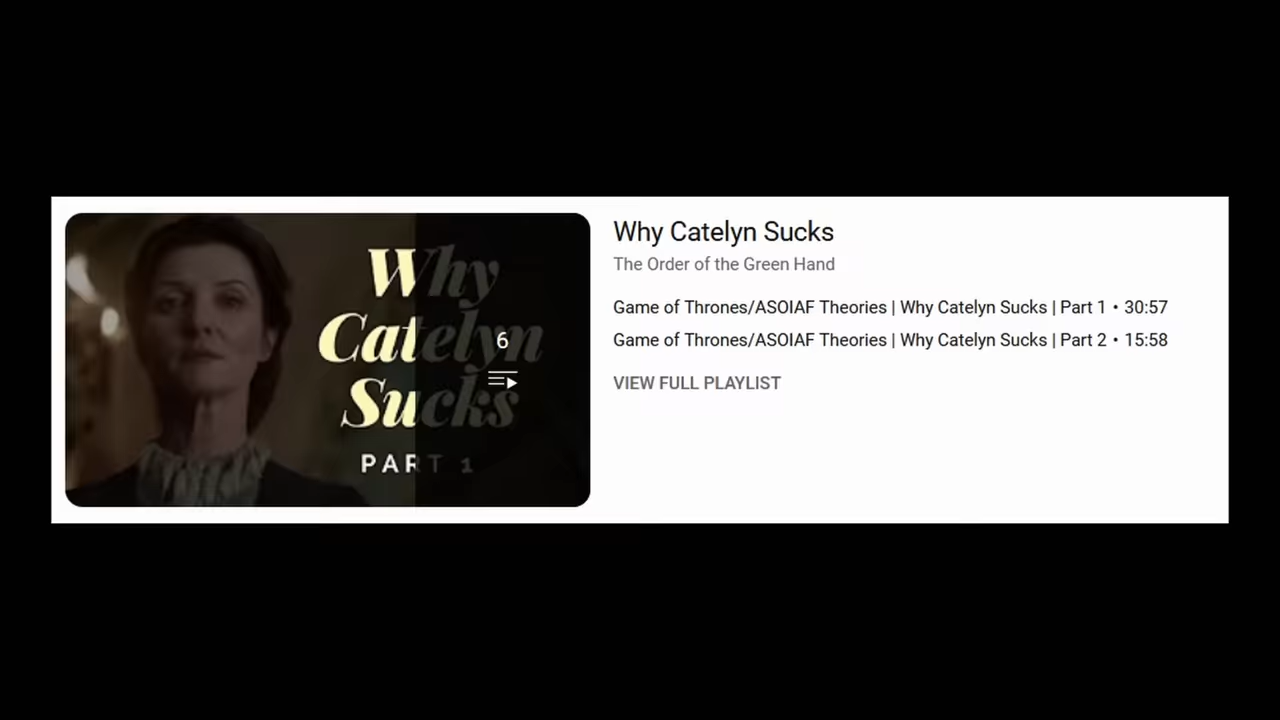 Why
Catelyn
Sucks
PART 1
6
Why Catelyn Sucks
The Order of the Green Hand
Game of Thrones/ASOIAF Theories | Why Catelyn Sucks | Part 1 • 30:57
Game of Thrones/ASOIAF Theories | Why Catelyn Sucks | Part 2 • 15:58
VIEW FULL PLAYLIST